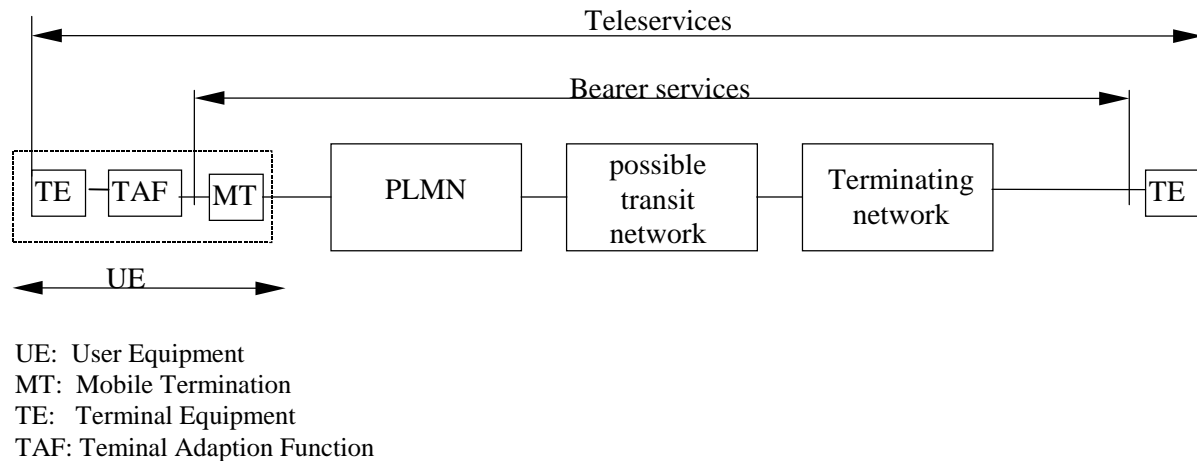 Teleservices
Bearer services
TE
TAF
MT
PLMN
possible
transit
network
Terminating
network
TE
UE
UE: User Equipment
MT: Mobile Termination
TE: Terminal Equipment
TAF: Teminal Adaption Function